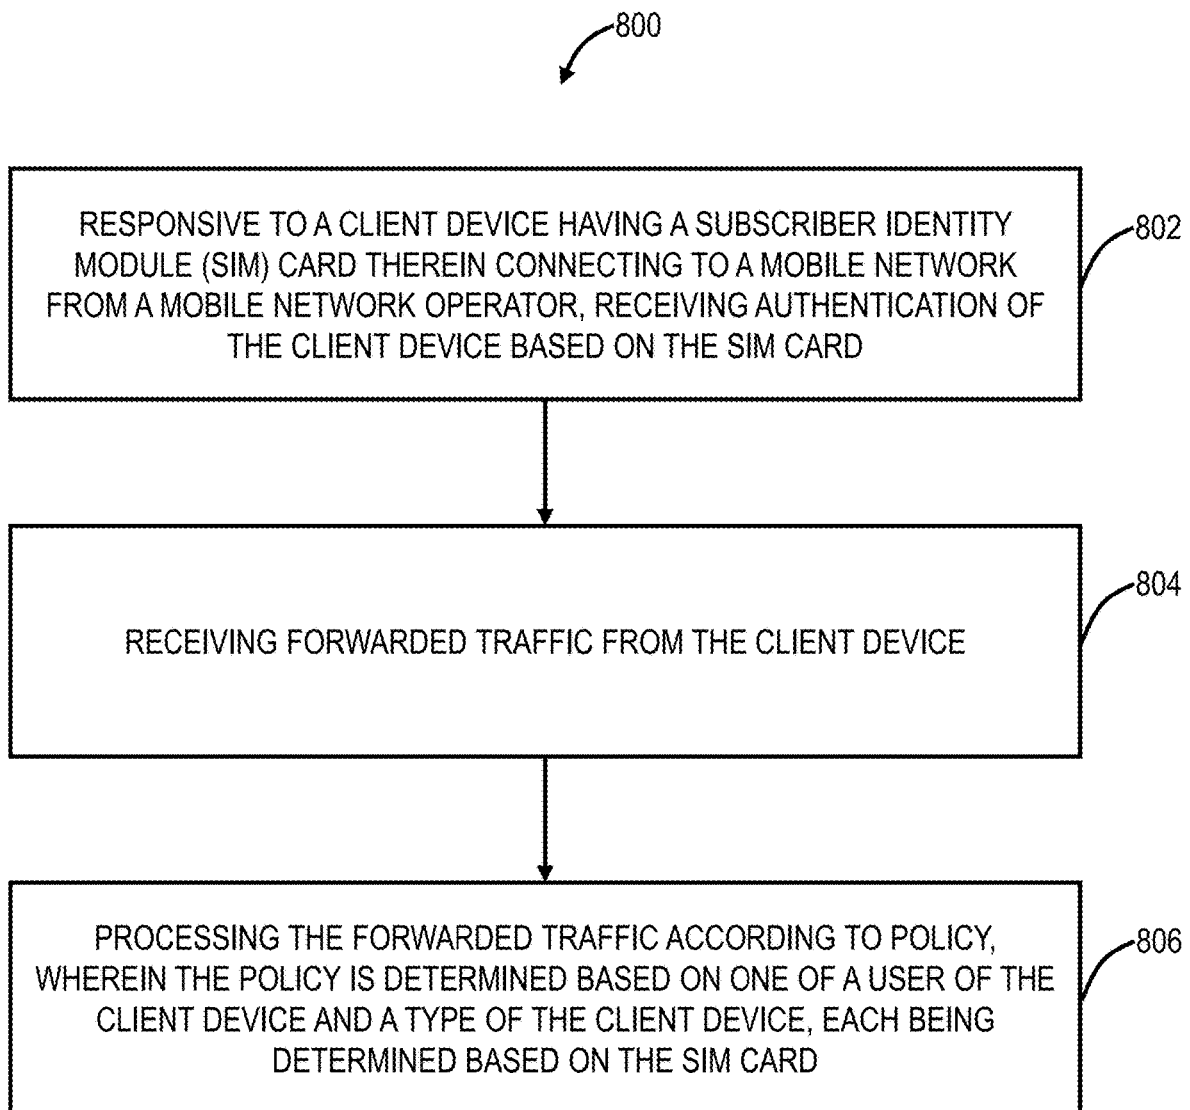 800
RESPONSIVE TO A CLIENT DEVICE HAVING A SUBSCRIBER IDENTITY
MODULE (SIM) CARD THEREIN CONNECTING TO A MOBILE NETWORK
FROM A MOBILE NETWORK OPERATOR, RECEIVING AUTHENTICATION OF
THE CLIENT DEVICE BASED ON THE SIM CARD
802
RECEIVING FORWARDED TRAFFIC FROM THE CLIENT DEVICE
804
PROCESSING THE FORWARDED TRAFFIC ACCORDING TO POLICY,
WHEREIN THE POLICY IS DETERMINED BASED ON ONE OF A USER OF THE
CLIENT DEVICE AND A TYPE OF THE CLIENT DEVICE, EACH BEING
DETERMINED BASED ON THE SIM CARD
806